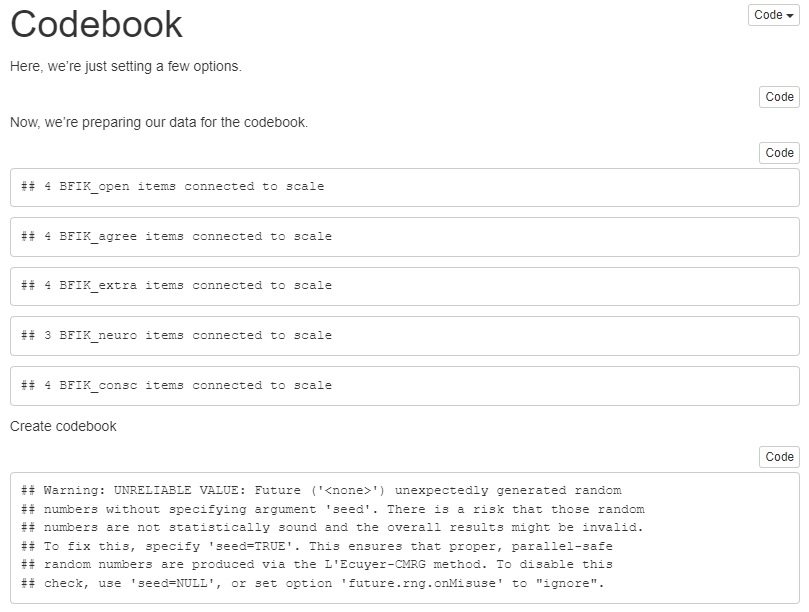 Codebook
Code
Here, we're just setting a few options.
Code
Now, we're preparing our data for the codebook.
Code
## 4 BFIK_open items connected to scale
## 4 BFIK_agree items connected to scale
## 4 BFIK_extra items connected to scale
## 3 BFIK_neuro items connected to scale
## 4 BFIK_consc items connected to scale
Create codebook
Code
## Warning: UNRELIABLE VALUE: Future ('<none>') unexpectedly generated random
## numbers without specifying argument 'seed'. There is a risk that those random
## numbers are not statistically sound and the overall results might be invalid.
## To fix this, specify 'seed=TRUE'. This ensures that proper, parallel-safe
## random numbers are produced via the L'Ecuyer-CMRG method. To disable this
## check, use 'seed=NULL', or set option 'future.rng.onMisuse' to "ignore".